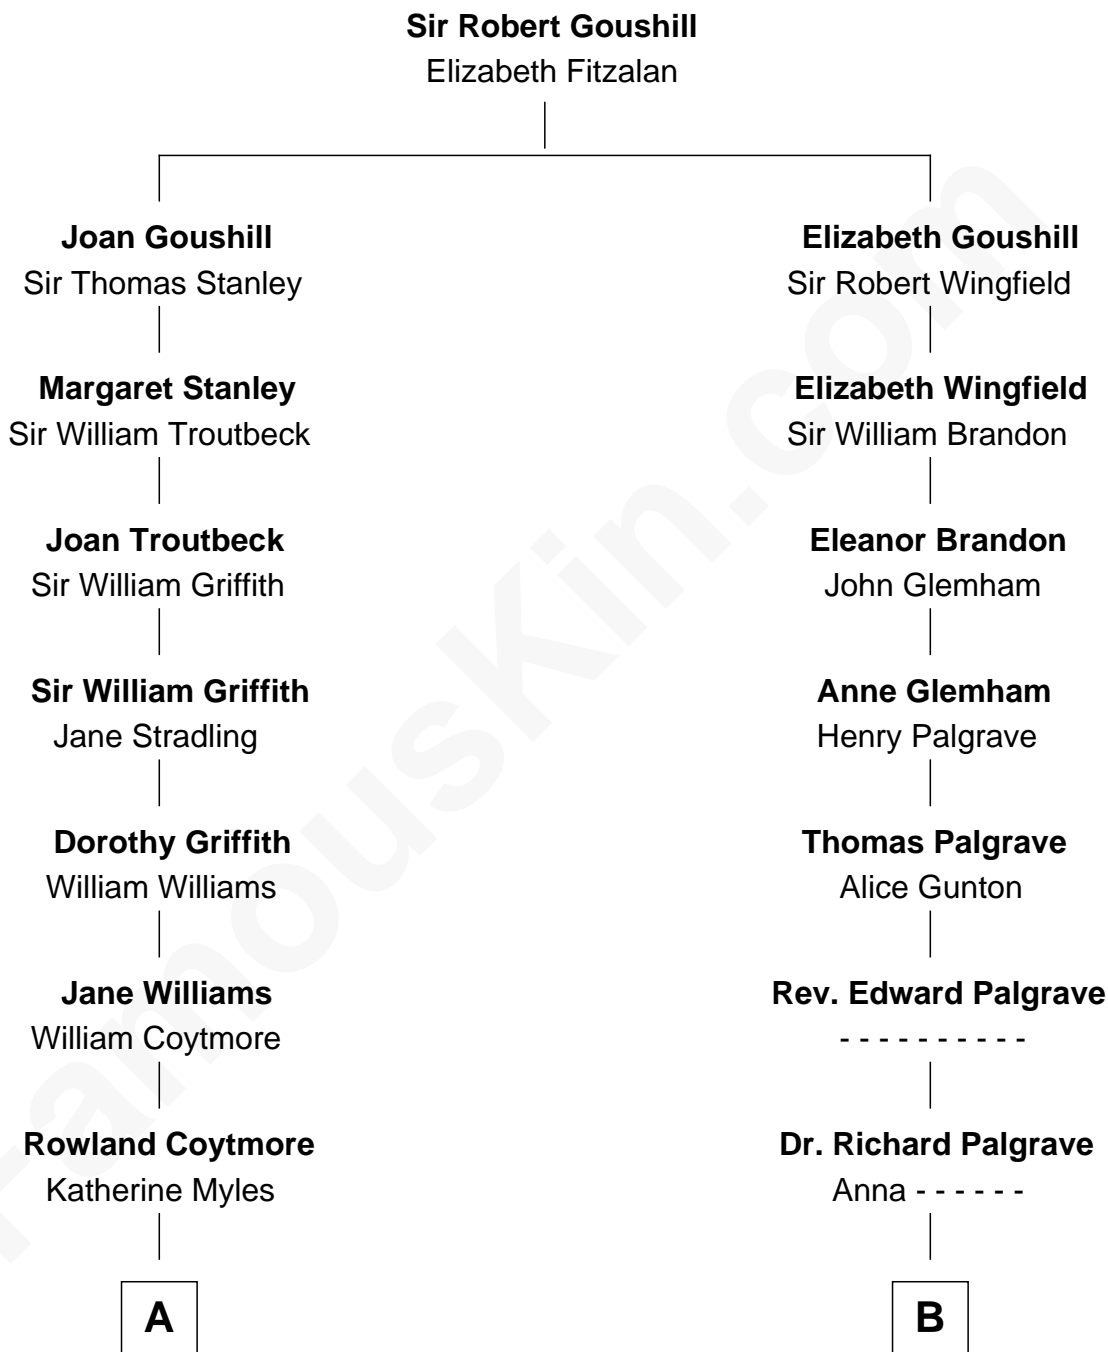 Sir Robert Goushill
Elizabeth Fitzalan
Joan Goushill
Sir Thomas Stanley
Margaret Stanley
Sir William Troutbeck
Joan Troutbeck
Sir William Griffith
Sir William Griffith
Jane Stradling
Dorothy Griffith
William Williams
Jane Williams
William Coytmore
Rowland Coytmore
Katherine Myles
A
Elizabeth Goushill
Sir Robert Wingfield
Elizabeth Wingfield
Sir William Brandon
Eleanor Brandon
John Glemham
Anne Glemham
Henry Palgrave
Thomas Palgrave
Alice Gunton
Rev. Edward Palgrave
- - - - - - - - - -
Dr. Richard Palgrave
Anna - - - - - -
B
FamousKin.com